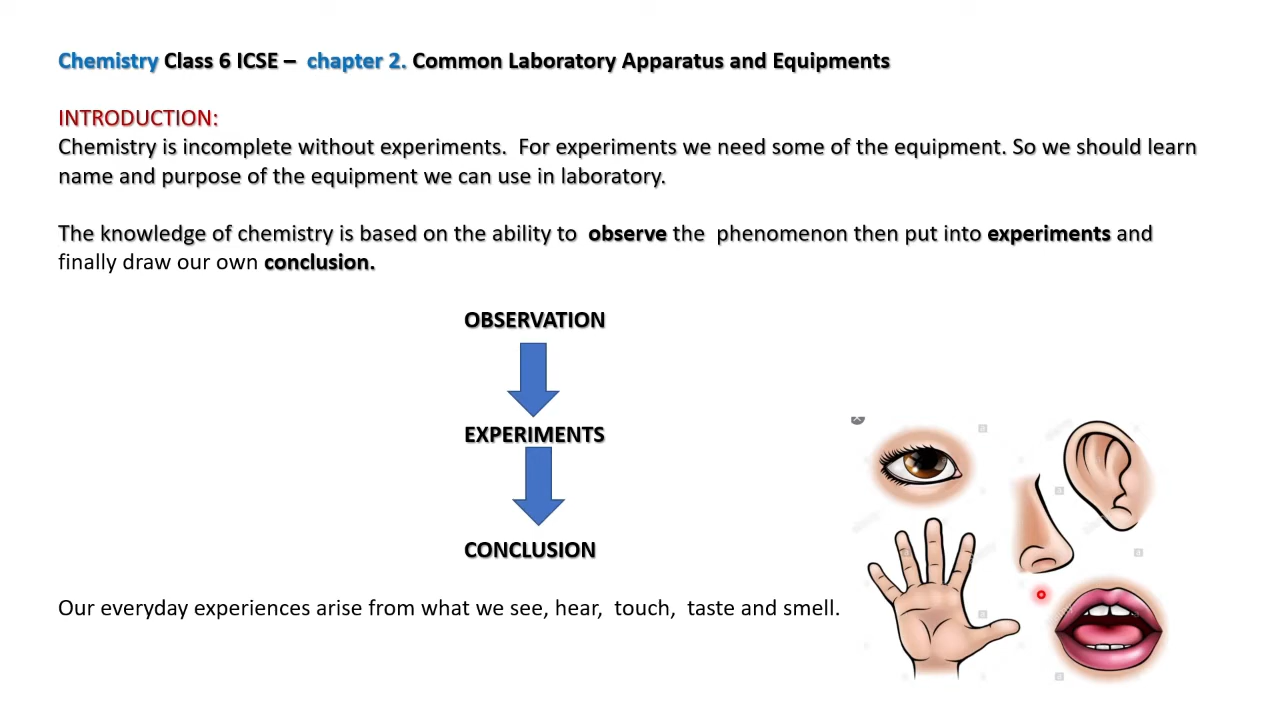 Chemistry Class 6 ICSE – chapter 2. Common Laboratory Apparatus and Equipments
INTRODUCTION:
Chemistry is incomplete without experiments. For experiments we need some of the equipment. So we should learn
name and purpose of the equipment we can use in laboratory.
The knowledge of chemistry is based on the ability to observe the phenomenon then put into experiments and
finally draw our own conclusion.
OBSERVATION
EXPERIMENTS
CONCLUSION
Our everyday experiences arise from what we see, hear, touch, taste and smell.